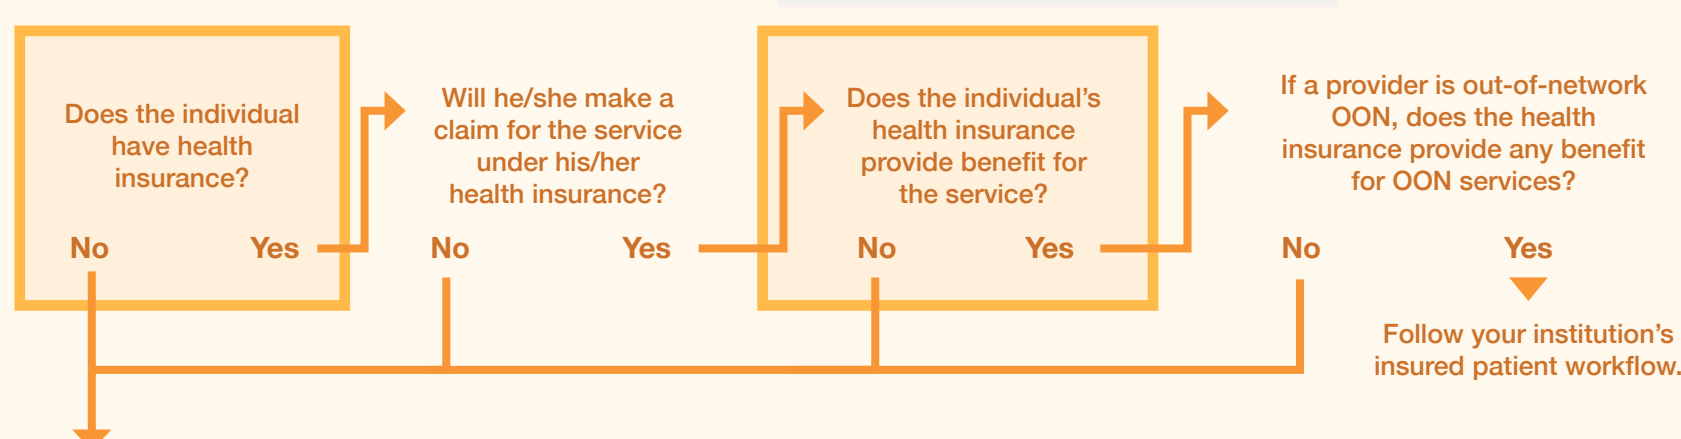 Does the individual
have health
insurance?
No
Yes
Will he/she make a
claim for the service
under his/her
health insurance?
No
Yes
Does the individual's
health insurance
provide benefit for
the service?
No
Yes
If a provider is out-of-network
OON, does the health
insurance provide any benefit
for OON services?
No
Yes
Follow your institution's
insured patient workflow.